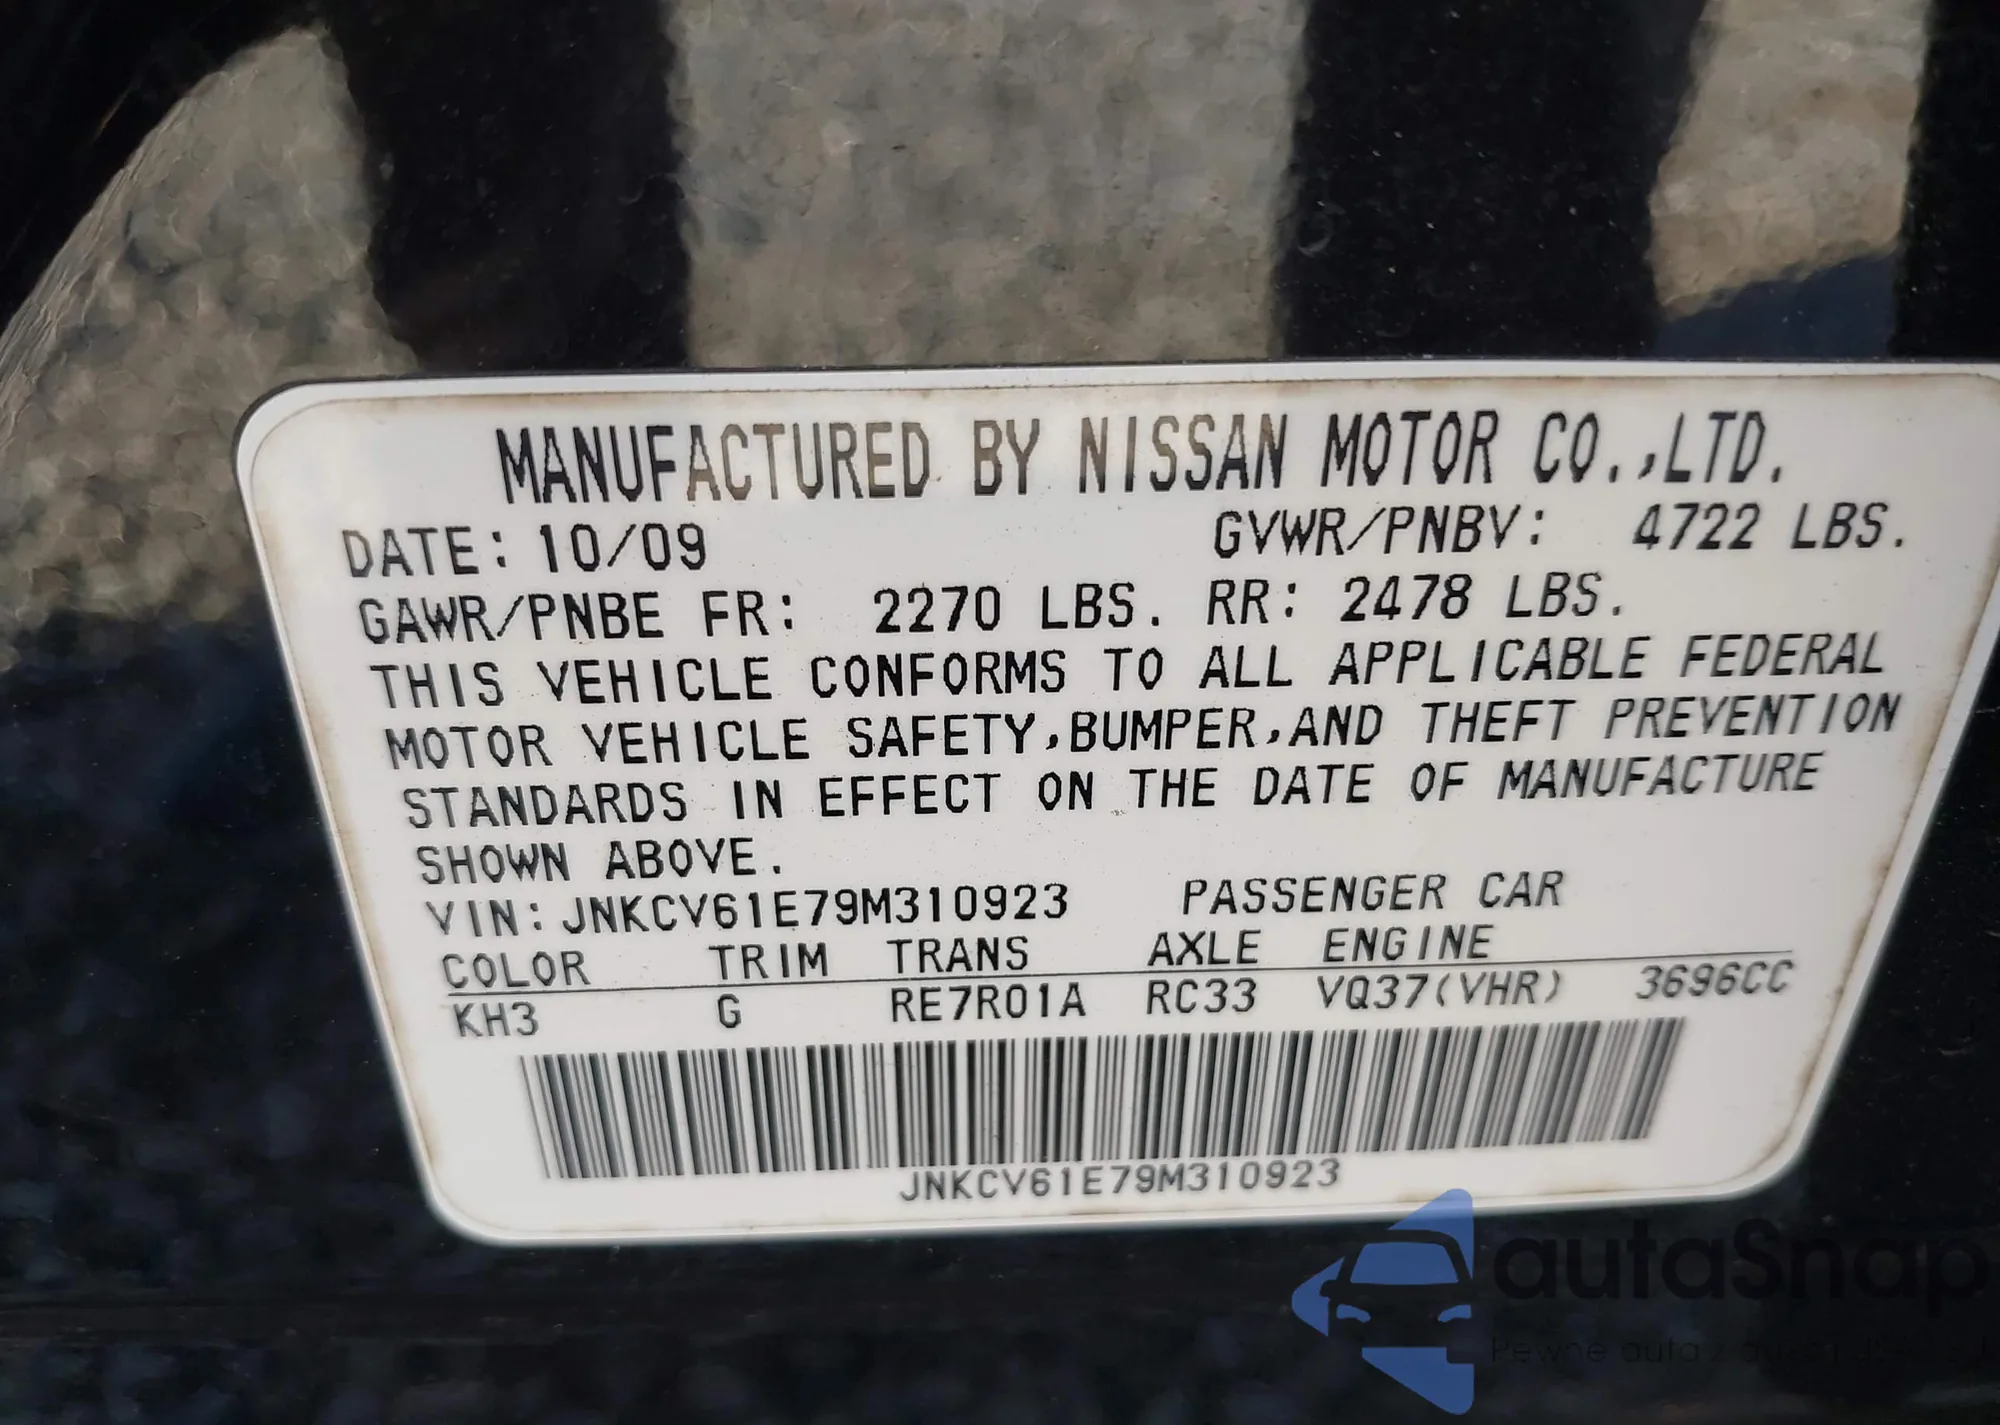 MANUFACTURED BY NISSAN MOTOR CO.,LTD.
DATE: 10/09 GVWR/PNBV: 4722 LBS.
GAWR/PNBE FR: 2270 LBS. RR: 2478 LBS.
THIS VEHICLE CONFORMS TO ALL APPLICABLE FEDERAL
MOTOR VEHICLE SAFETY,BUMPER,AND THEFT PREVENTION
STANDARDS IN EFFECT ON THE DATE OF MANUFACTURE
SHOWN ABOVE.
VIN: JNKCV61E79M310923 PASSENGER CAR
COLOR TRIM TRANS AXLE ENGINE
KH3 G RE7R01A RC33 VQ37(VHR) 3696CC
JNKCV61E79M310923
autaSnap
Pewne auta z